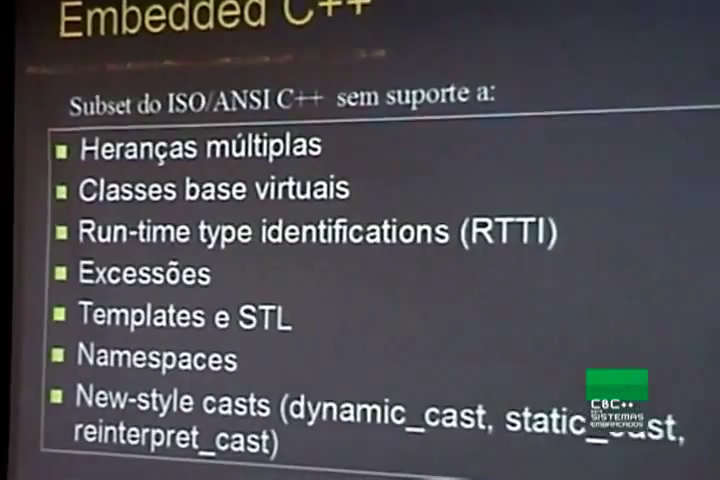 Embedded C++
Subset do ISO/ANSI C++ sem suporte a:
Heranças múltiplas
Classes base virtuais
Run-time type identifications (RTTI)
Excessões
Templates e STL
Namespaces
New-style casts (dynamic_cast, static_cast,
reinterpret_cast)
C&C++
SISTEMAS
EMBARCADOS